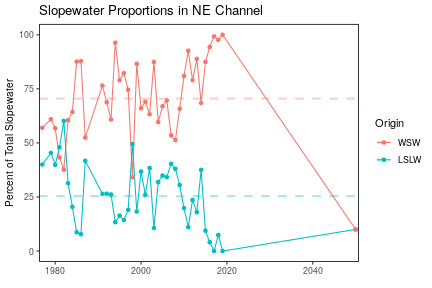 Slopewater Proportions in NE Channel
Percent of Total Slopewater
100
75
50
25
0
1980
2000
2020
2040
Origin
WSW
LSLW